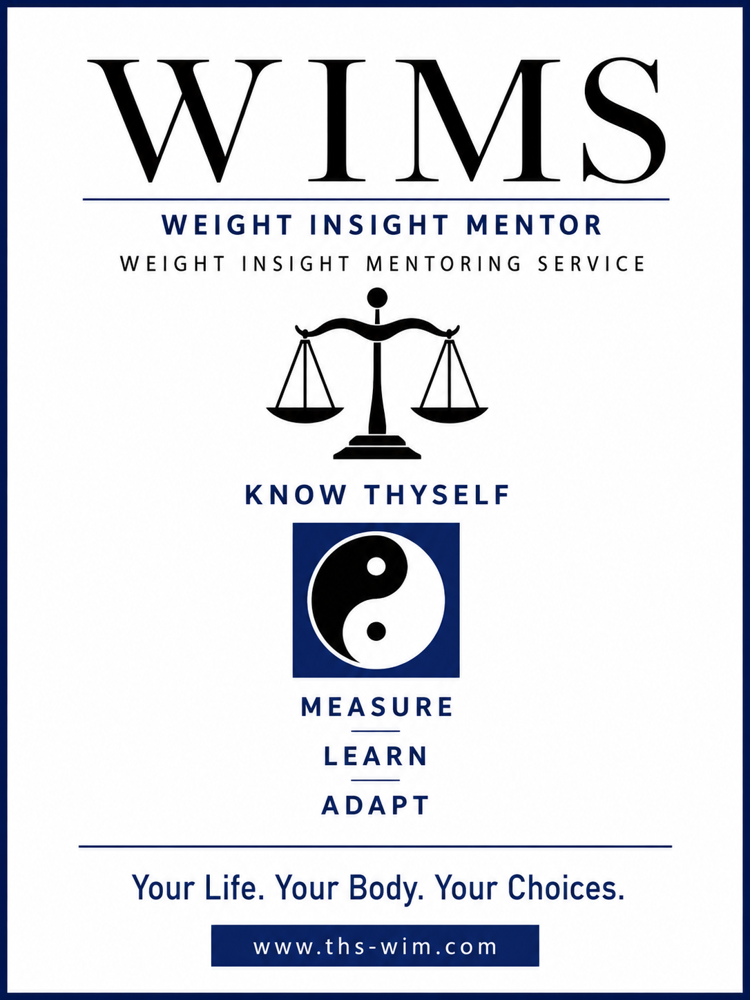 WIMS
WEIGHT INSIGHT MENTOR
WEIGHT INSIGHT MENTORING SERVICE
KNOW THYSELF
MEASURE
LEARN
ADAPT
Your Life. Your Body. Your Choices.
www.ths-wim.com